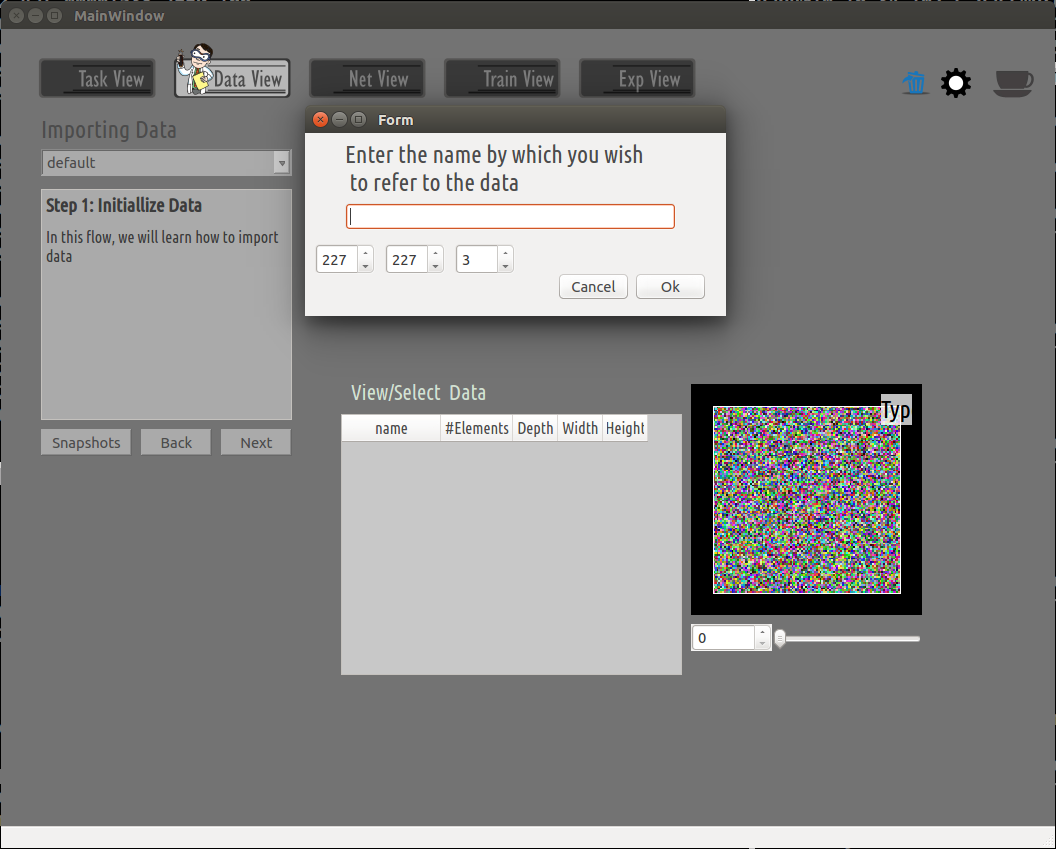 MainWindow
Task View
Data View
Net View
Train View
Exp View
Importing Data
default
Step 1: Initiallize Data
In this flow, we will learn how to import
data
Snapshots
Back
Next
Form
Enter the name by which you wish
to refer to the data
227
227
3
Cancel
Ok
View/Select Data
name
#Elements
Depth
Width
Height
Typ
0